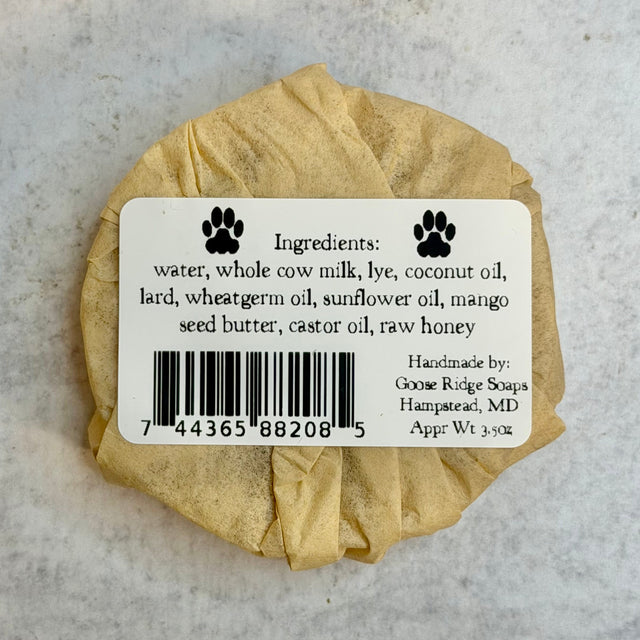 Ingredients:
water, whole cow milk, lye, coconut oil,
lard, wheatgerm oil, sunflower oil, mango
seed butter, castor oil, raw honey
Handmade by:
Goose Ridge Soaps
Hampstead, MD
Appr Wt 3.5oz
7 44365 88208 5